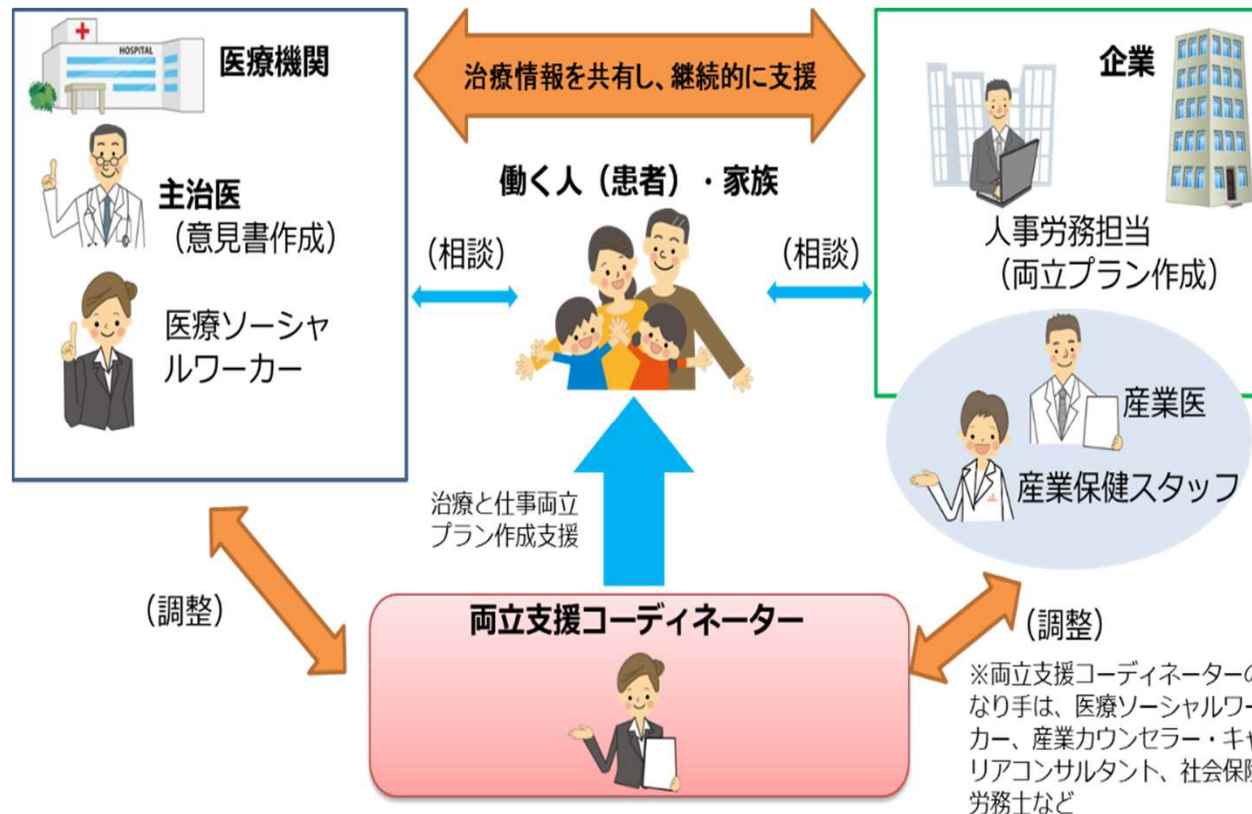 HOSPITAL
医療機関
主治医
（意見書作成）
医療ソーシャ
ルワーカー
治療情報を共有し、継続的に支援
働く人（患者）・家族
（相談）
（相談）
企業
人事労務担当
（両立プラン作成）
産業医
産業保健スタッフ
治療と仕事両立
プラン作成支援
（調整）
両立支援コーディネーター
（調整）
※両立支援コーディネーターの
なり手は、医療ソーシャルワー
カー、産業カウンセラー・キャ
リアコンサルタント、社会保険
労務士など